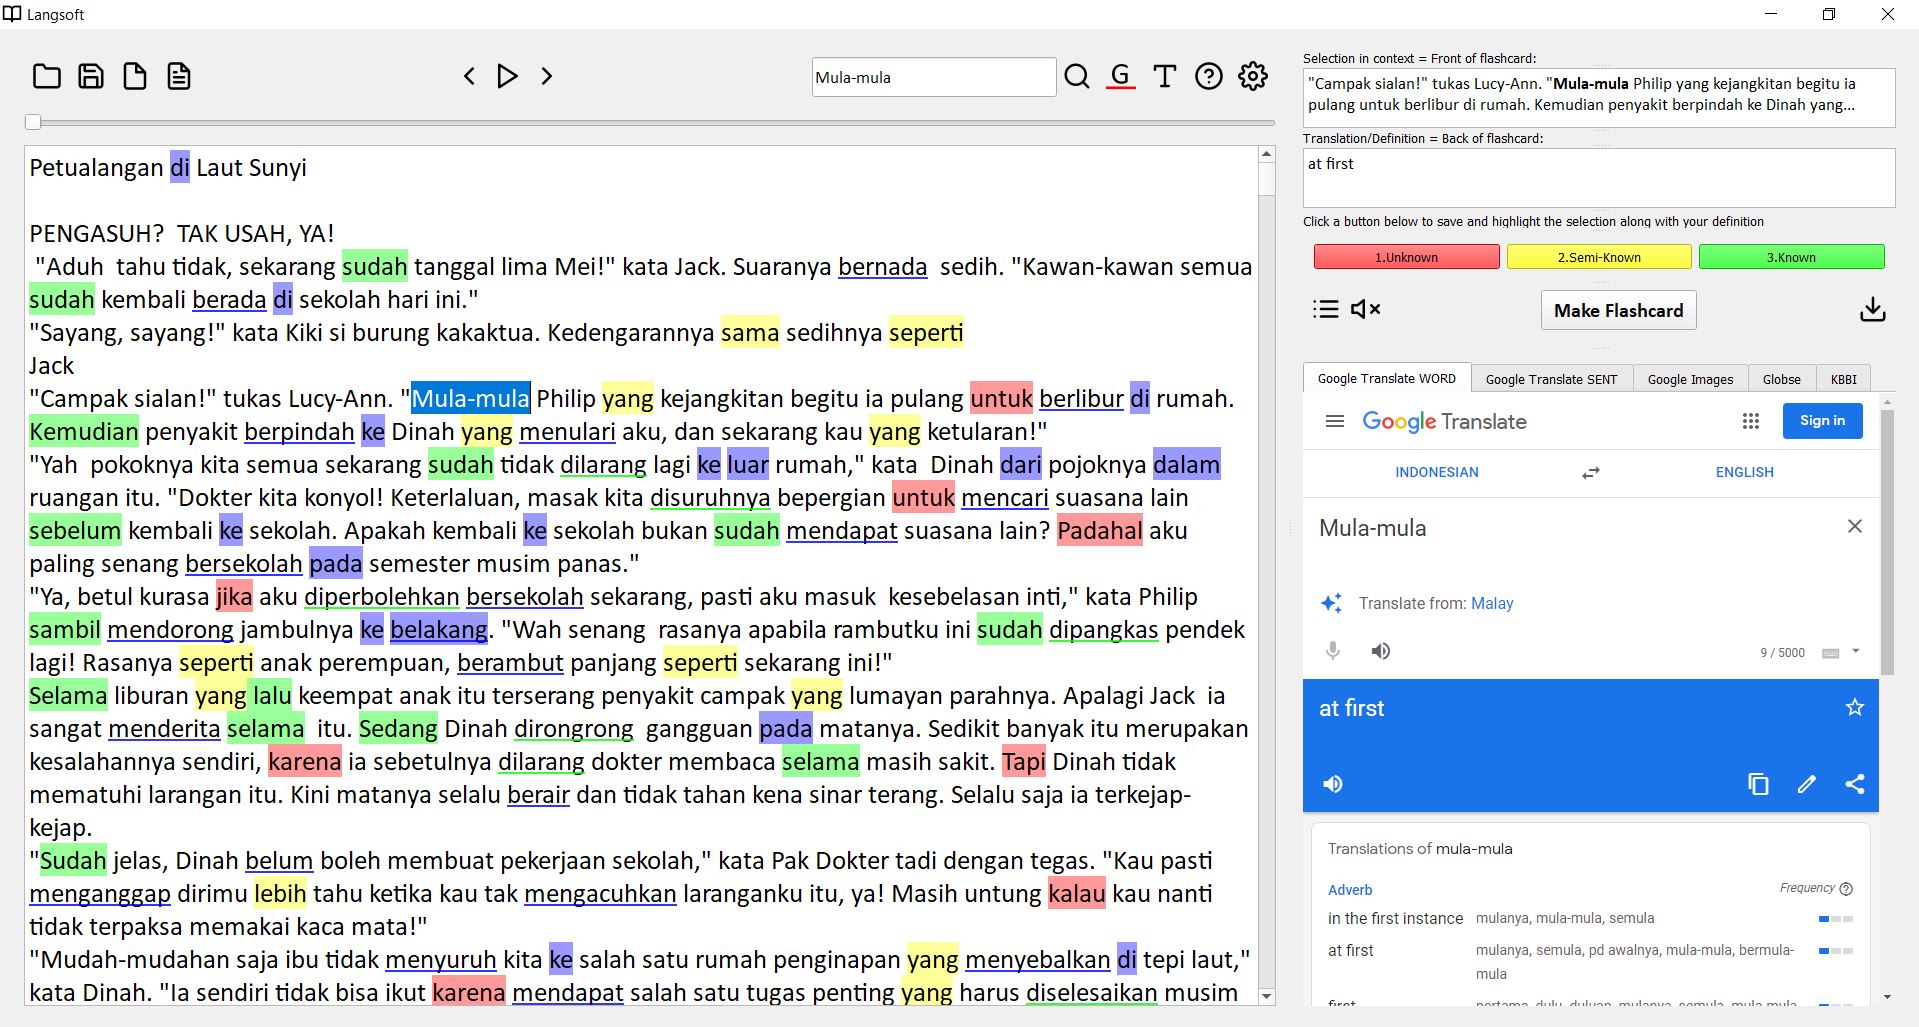 Langsoft
Mula-mula
G T
Petualangan di Laut Sunyi
PENGASUH?  TAK USAH, YA!
"Aduh  tahu tidak, sekarang sudah tanggal lima Mei!" kata Jack. Suaranya bernada  sedih. "Kawan-kawan semua
sudah kembali berada di sekolah hari ini."
"Sayang, sayang!" kata Kiki si burung kakaktua. Kedengarannya sama sedihnya seperti
Jack
"Campak sialan!" tukas Lucy-Ann. "Mula-mula Philip yang kejangkitan begitu ia pulang untuk berlibur di rumah.
Kemudian penyakit berpindah ke Dinah yang menulari aku, dan sekarang kau yang ketularan!"
"Yah  pokoknya kita semua sekarang sudah tidak dilarang lagi ke luar rumah," kata  Dinah dari pojoknya dalam
ruangan itu. "Dokter kita konyol! Keterlaluan, masak kita disuruhnya bepergian untuk mencari suasana lain
sebelum kembali ke sekolah. Apakah kembali ke sekolah bukan sudah mendapat suasana lain? Padahal aku
paling senang bersekolah pada semester musim panas."
"Ya, betul kurasa jika aku diperbolehkan bersekolah sekarang, pasti aku masuk  kesebelasan inti," kata Philip
sambil mendorong jambulnya ke belakang. "Wah senang  rasanya apabila rambutku ini sudah dipangkas pendek
lagi! Rasanya seperti anak perempuan, berambut panjang seperti sekarang ini!"
Selama liburan yang lalu keempat anak itu terserang penyakit campak yang lumayan parahnya. Apalagi Jack  ia
sangat menderita selama  itu. Sedang Dinah dirongrong  gangguan pada matanya. Sedikit banyak itu merupakan
kesalahannya sendiri, karena ia sebetulnya dilarang dokter membaca selama masih sakit. Tapi Dinah tidak
mematuhi larangan itu. Kini matanya selalu berair dan tidak tahan kena sinar terang. Selalu saja ia terkejap-
kejap.
"Sudah jelas, Dinah belum boleh membuat pekerjaan sekolah," kata Pak Dokter tadi dengan tegas. "Kau pasti
menganggap dirimu lebih tahu ketika kau tak mengacuhkan laranganku itu, ya! Masih untung kalau kau nanti
tidak terpaksa memakai kaca mata!"
"Mudah-mudahan saja ibu tidak menyuruh kita ke salah satu rumah penginapan yang menyebalkan di tepi laut,"
kata Dinah. "Ia sendiri tidak bisa ikut karena mendapat salah satu tugas penting yang harus diselesaikan musim
Selection in context = Front of flashcard:
"Campak sialan!" tukas Lucy-Ann. "Mula-mula Philip yang kejangkitan begitu ia
pulang untuk berlibur di rumah. Kemudian penyakit berpindah ke Dinah yang...
Translation/Definition = Back of flashcard:
at first
Click a button below to save and highlight the selection along with your definition
1.Unknown 2.Semi-Known 3.Known
Make Flashcard
Google Translate WORD Google Translate SENT Google Images Globse KBBI
Google Translate Sign in
INDONESIAN ENGLISH
Mula-mula
Translate from: Malay
9 / 5000
at first
Translations of mula-mula
Adverb Frequency
in the first instance mulanya, mula-mula, semula
at first mulanya, semula, pd awalnya, mula-mula, bermula-
mula
first pertama, dulu, duluan, mulanya, semula, mula-mula